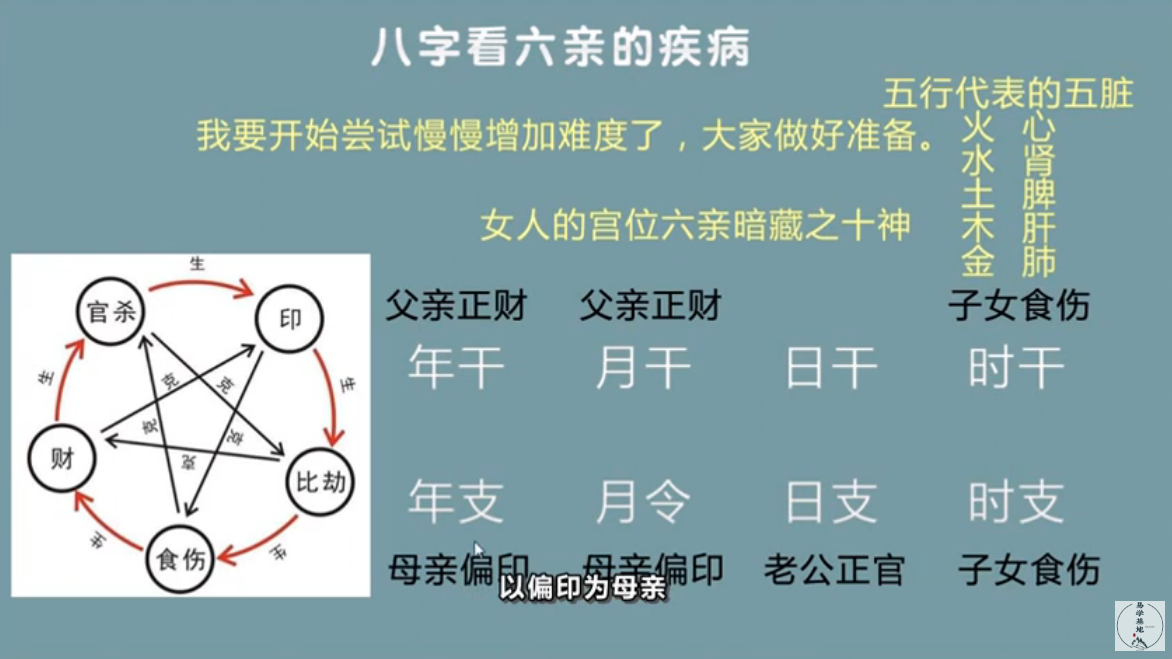 八字看六亲的疾病
五行代表的五脏
我要开始尝试慢慢增加难度了，大家做好准备。
火 心
水 肾
土 脾
木 肝
金 肺
女人的宫位六亲暗藏之十神
生
官杀
印
生
生
克
克
克
克
克
财
比劫
生
生
食伤
父亲正财 父亲正财 子女食伤
年干 月干 日干 时干
年支 月令 日支 时支
母亲偏印 母亲偏印 老公正官 子女食伤
以偏印为母亲
易学基地